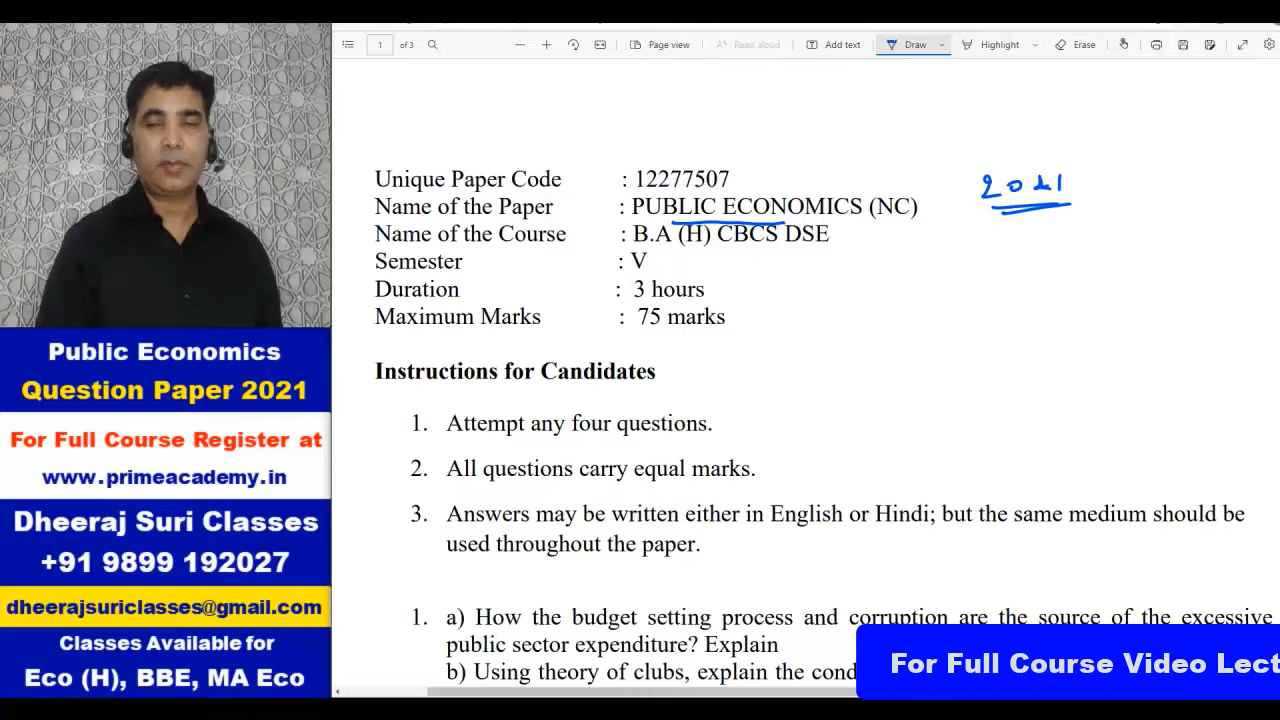 1 of 3
Page view
Read aloud
Add text
Draw
Highlight
Erase
Unique Paper Code : 12277507
Name of the Paper : PUBLIC ECONOMICS (NC)
2021
Name of the Course : B.A (H) CBCS DSE
Semester : V
Duration : 3 hours
Maximum Marks : 75 marks
Instructions for Candidates
1. Attempt any four questions.
2. All questions carry equal marks.
3. Answers may be written either in English or Hindi; but the same medium should be
used throughout the paper.
1. a) How the budget setting process and corruption are the source of the excessive
public sector expenditure? Explain
b) Using theory of clubs, explain the cond
Public Economics
Question Paper 2021
For Full Course Register at
www.primeacademy.in
Dheeraj Suri Classes
+91 9899 192027
dheerajsuriclasses@gmail.com
Classes Available for
Eco (H), BBE, MA Eco
For Full Course Video Lect